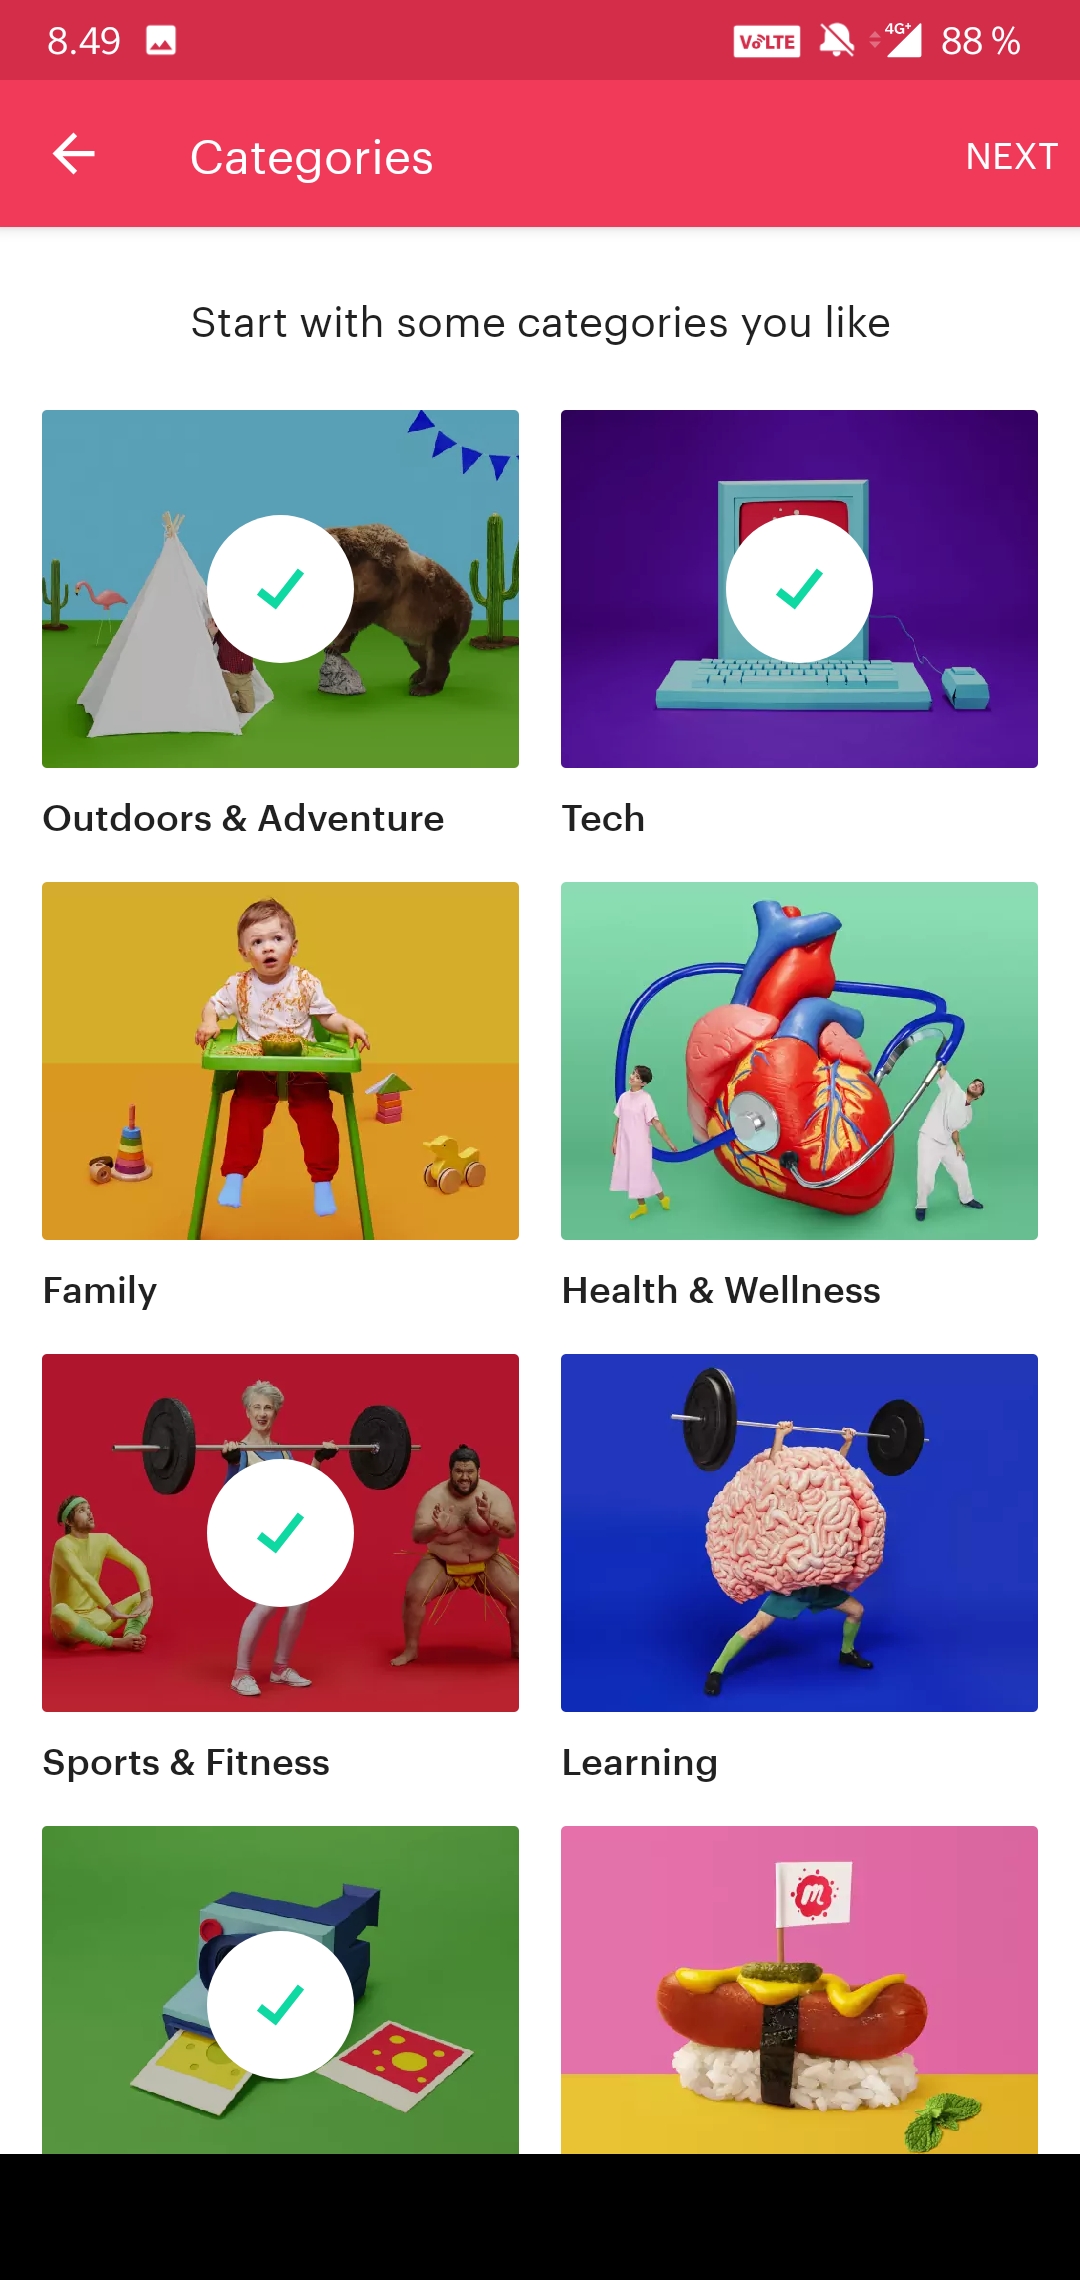 8.49 VoLTE 4G+ 88 %
Categories NEXT
Start with some categories you like
Outdoors & Adventure Tech
Family Health & Wellness
Sports & Fitness Learning
m